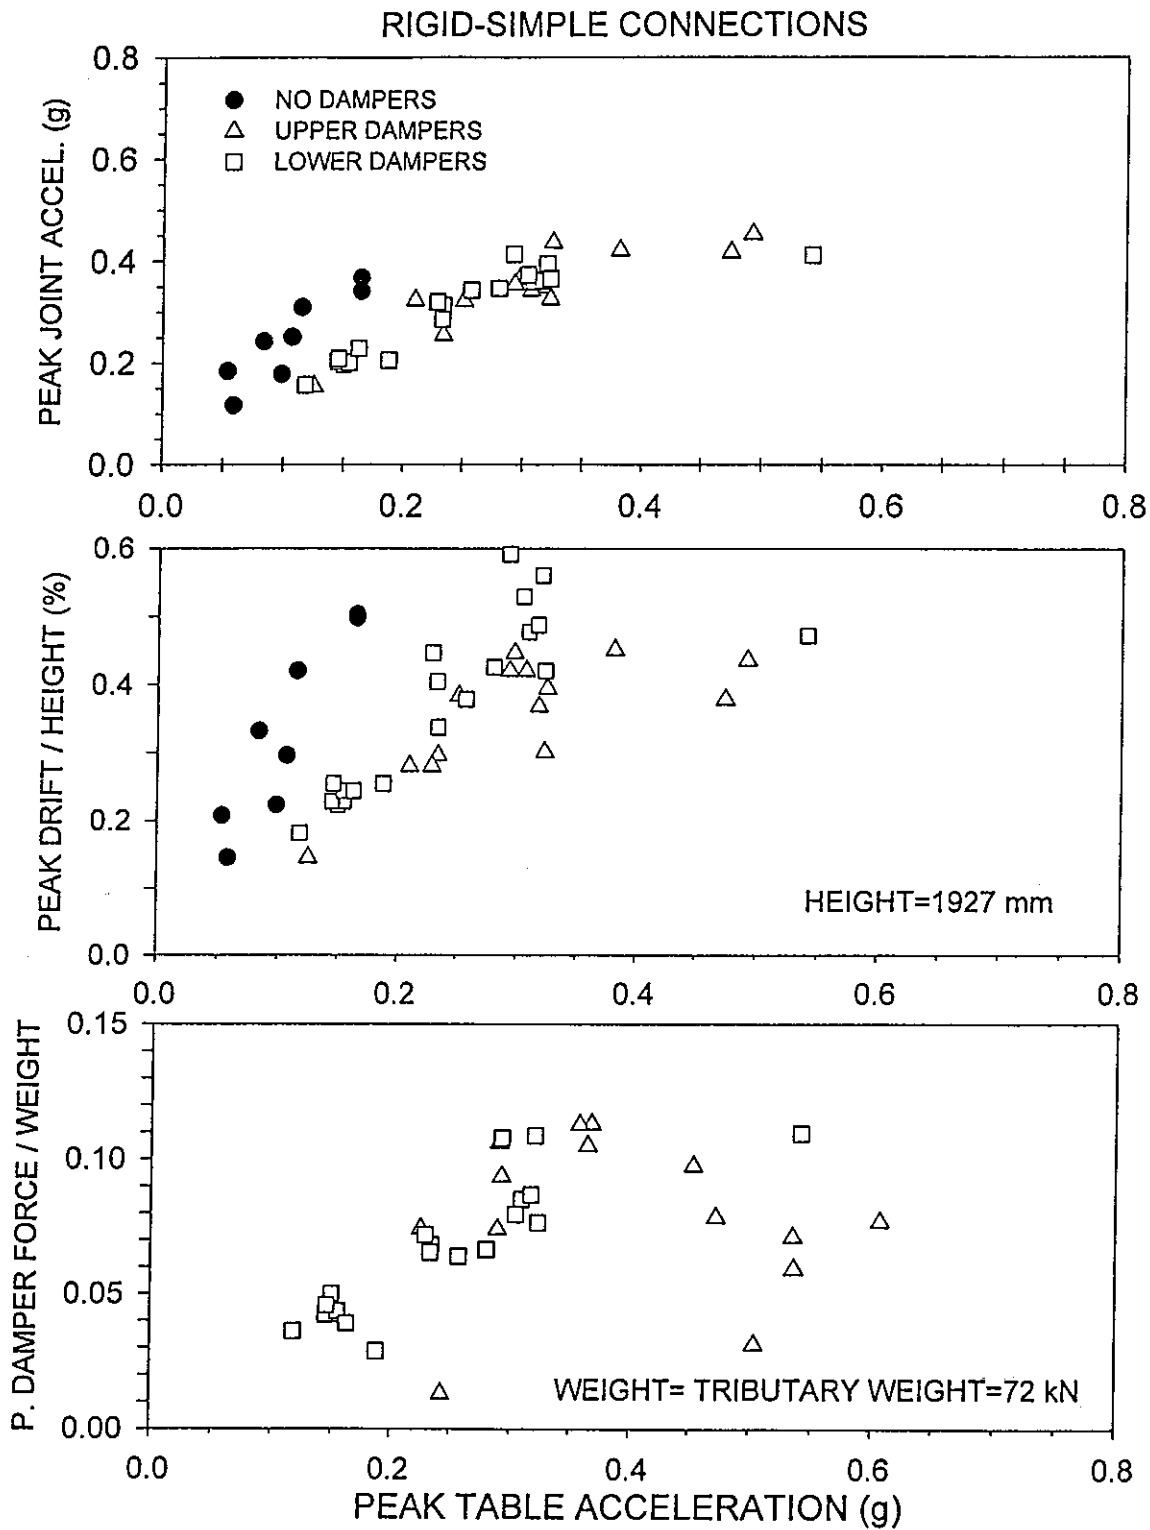 RIGID-SIMPLE CONNECTIONS
PEAK JOINT ACCEL. (g)
0.8
0.6
0.4
0.2
0.0
NO DAMPERS
UPPER DAMPERS
LOWER DAMPERS
0.0 0.2 0.4 0.6 0.8
PEAK DRIFT / HEIGHT (%)
0.6
0.4
0.2
0.0
HEIGHT=1927 mm
0.0 0.2 0.4 0.6 0.8
P. DAMPER FORCE / WEIGHT
0.15
0.10
0.05
0.00
WEIGHT= TRIBUTARY WEIGHT=72 kN
0.0 0.2 0.4 0.6 0.8
PEAK TABLE ACCELERATION (g)